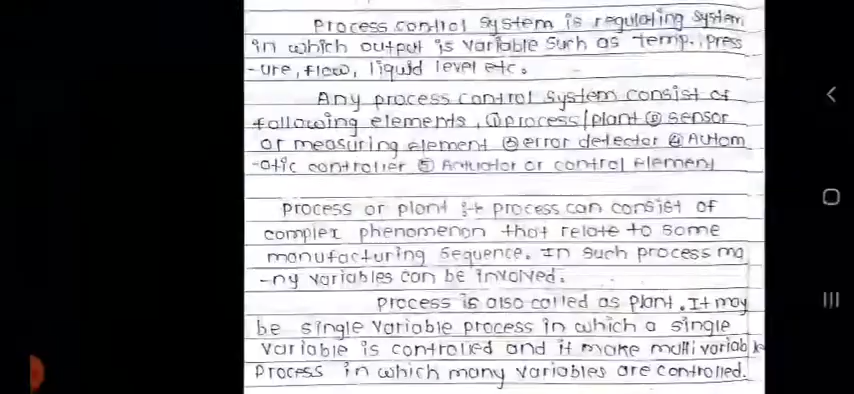 Process control system is regulating system
in which output is variable such as temp., press
-ure, flow, liquid level etc.
Any process control system consist of
following elements, ① process/plant ② sensor
or measuring element ③ error detector ④ Autom
-atic controller ⑤ Actuator or control element
Process or plant :→ process can consist of
complex phenomenon that relate to some
manufacturing sequence. In such process ma
-ny variables can be involved.
Process is also called as plant. It may
be single variable process in which a single
variable is controlled and it make multi variable
process in which many variables are controlled.